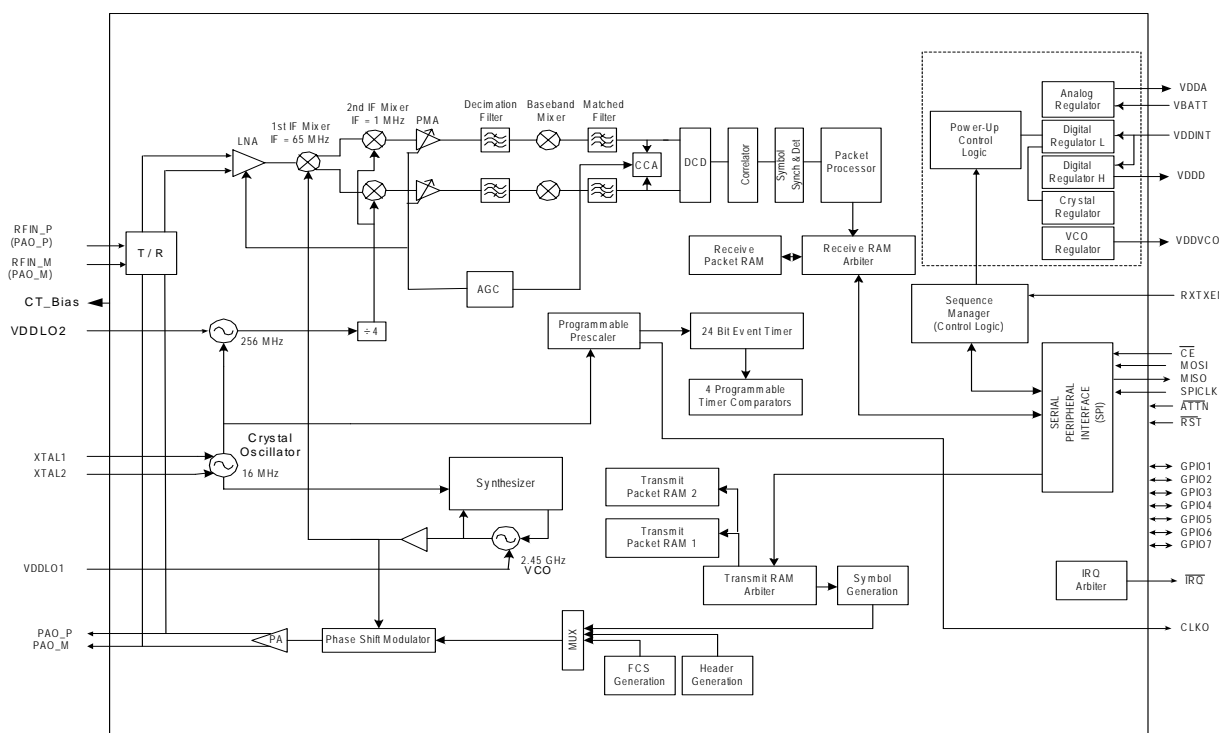 LNA
1st IF Mixer
IF = 65 MHz
2nd IF Mixer
IF = 1 MHz
PMA
Decimation
Filter
Baseband
Mixer
Matched
Filter
CCA
DCD
Correlator
Symbol
Synch & Det
Packet
Processor
Power-Up
Control
Logic
Analog
Regulator
Digital
Regulator L
Digital
Regulator H
Crystal
Regulator
VCO
Regulator
VDDA
VBATT
VDDINT
VDDD
VDDVCO
RFIN_P
(PAO_P)
RFIN_M
(PAO_M)
T / R
CT_Bias
VDDLO2
256 MHz
÷ 4
AGC
Receive
Packet RAM
Receive RAM
Arbiter
Sequence
Manager
(Control Logic)
RXTXEN
Programmable
Prescaler
24 Bit Event Timer
4 Programmable
Timer Comparators
SERIAL
PERIPHERAL
INTERFACE
(SPI)
CE
MOSI
MISO
SPICLK
ATTN
RST
XTAL1
XTAL2
Crystal
Oscillator
16 MHz
Synthesizer
2.45 GHz
VCO
VDDLO1
Transmit
Packet RAM 2
Transmit
Packet RAM 1
Transmit RAM
Arbiter
Symbol
Generation
GPIO1
GPIO2
GPIO3
GPIO4
GPIO5
GPIO6
GPIO7
IRQ
Arbiter
IRQ
CLKO
PAO_P
PAO_M
PA
Phase Shift Modulator
MUX
FCS
Generation
Header
Generation